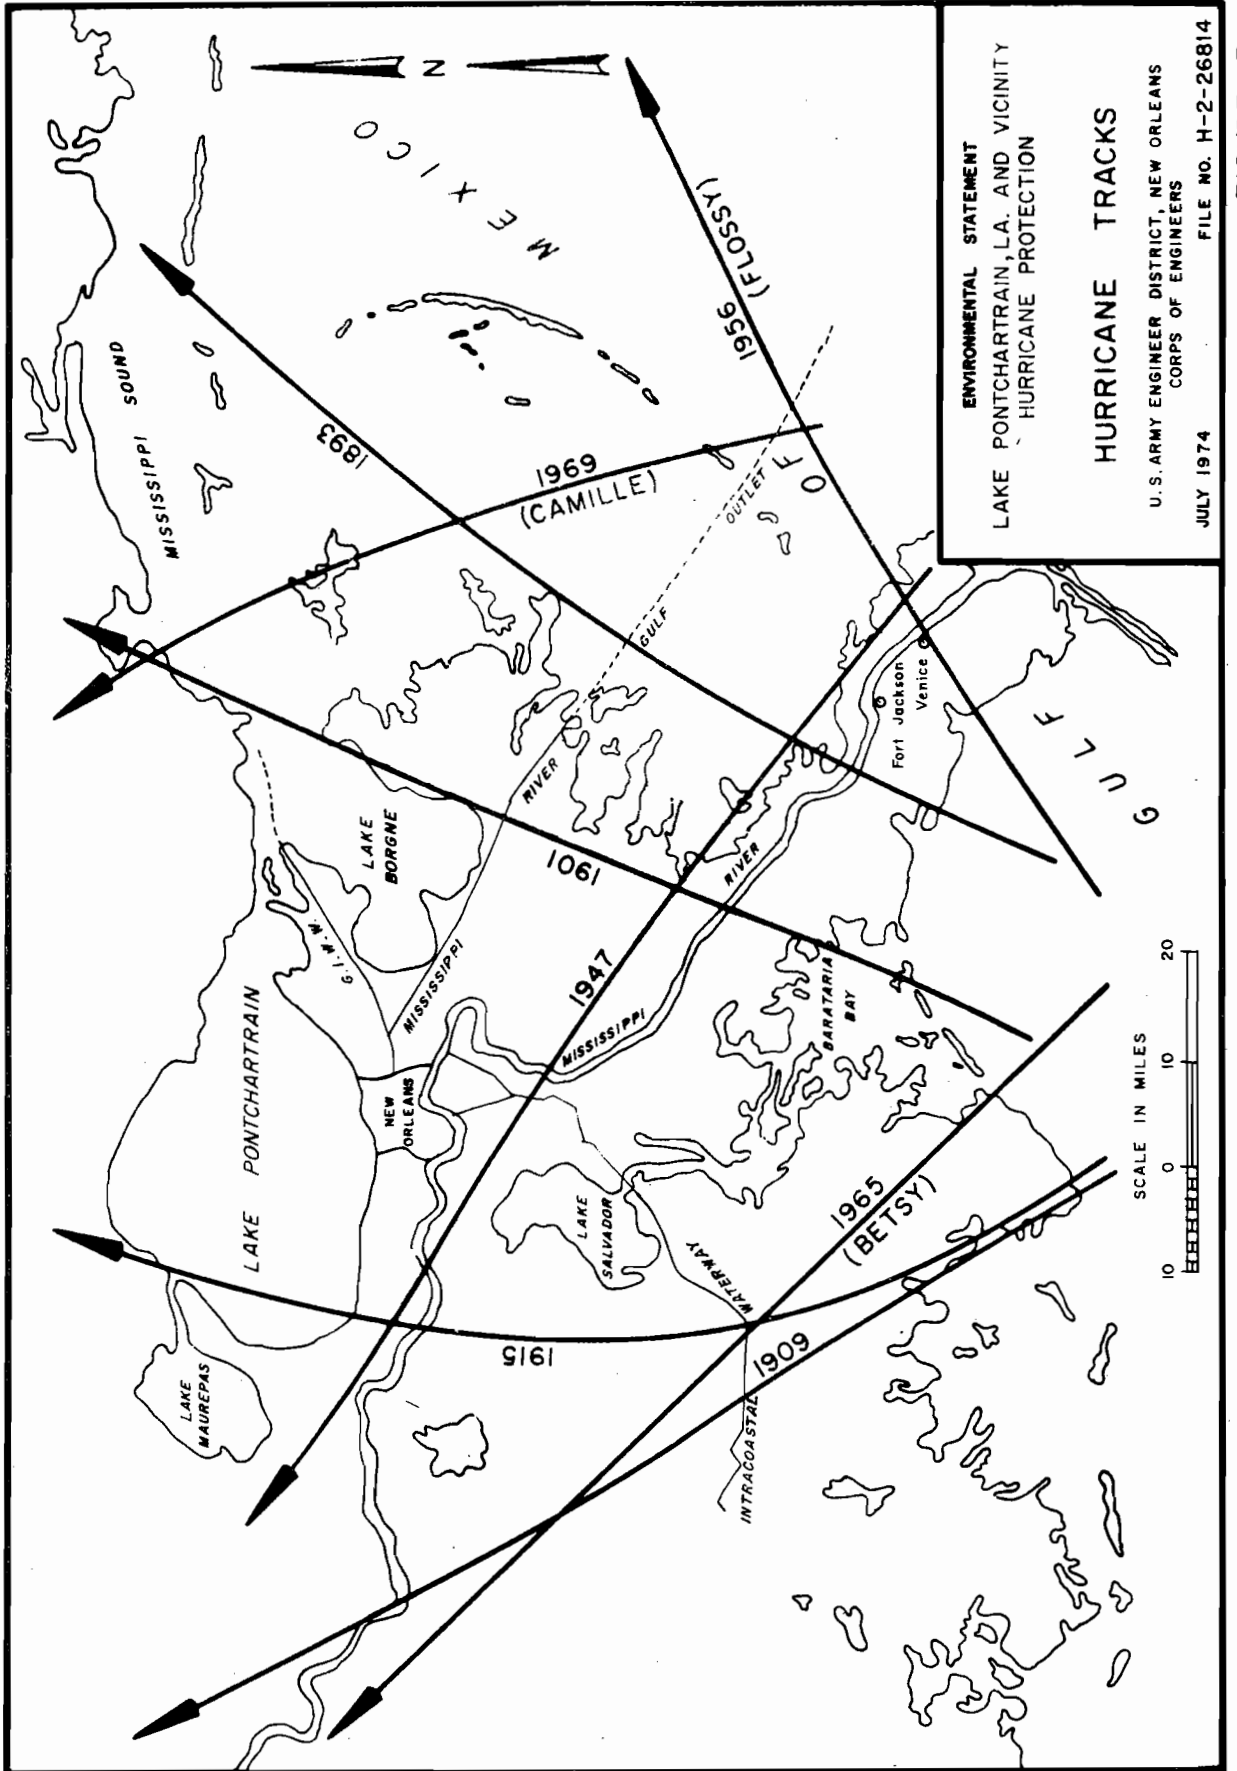 MISSISSIPPI SOUND
MEXICO
N
1893
1969
(CAMILLE)
1956 (FLOSSY)
LAKE
BORGNE
1901
RIVER
GULF
OUTLET
OF
G.I.W.W.
MISSISSIPPI
LAKE PONTCHARTRAIN
NEW
ORLEANS
1947
MISSISSIPPI
RIVER
Fort Jackson
Venice
GULF
BARATARIA
BAY
LAKE
SALVADOR
LAKE
MAUREPAS
1915
1965
(BETSY)
1909
INTRACOASTAL
WATERWAY
SCALE IN MILES
10 0 10 20
ENVIRONMENTAL STATEMENT
LAKE PONTCHARTRAIN, LA. AND VICINITY
HURRICANE PROTECTION
HURRICANE TRACKS
U.S. ARMY ENGINEER DISTRICT, NEW ORLEANS
CORPS OF ENGINEERS
JULY 1974 FILE NO. H-2-26814